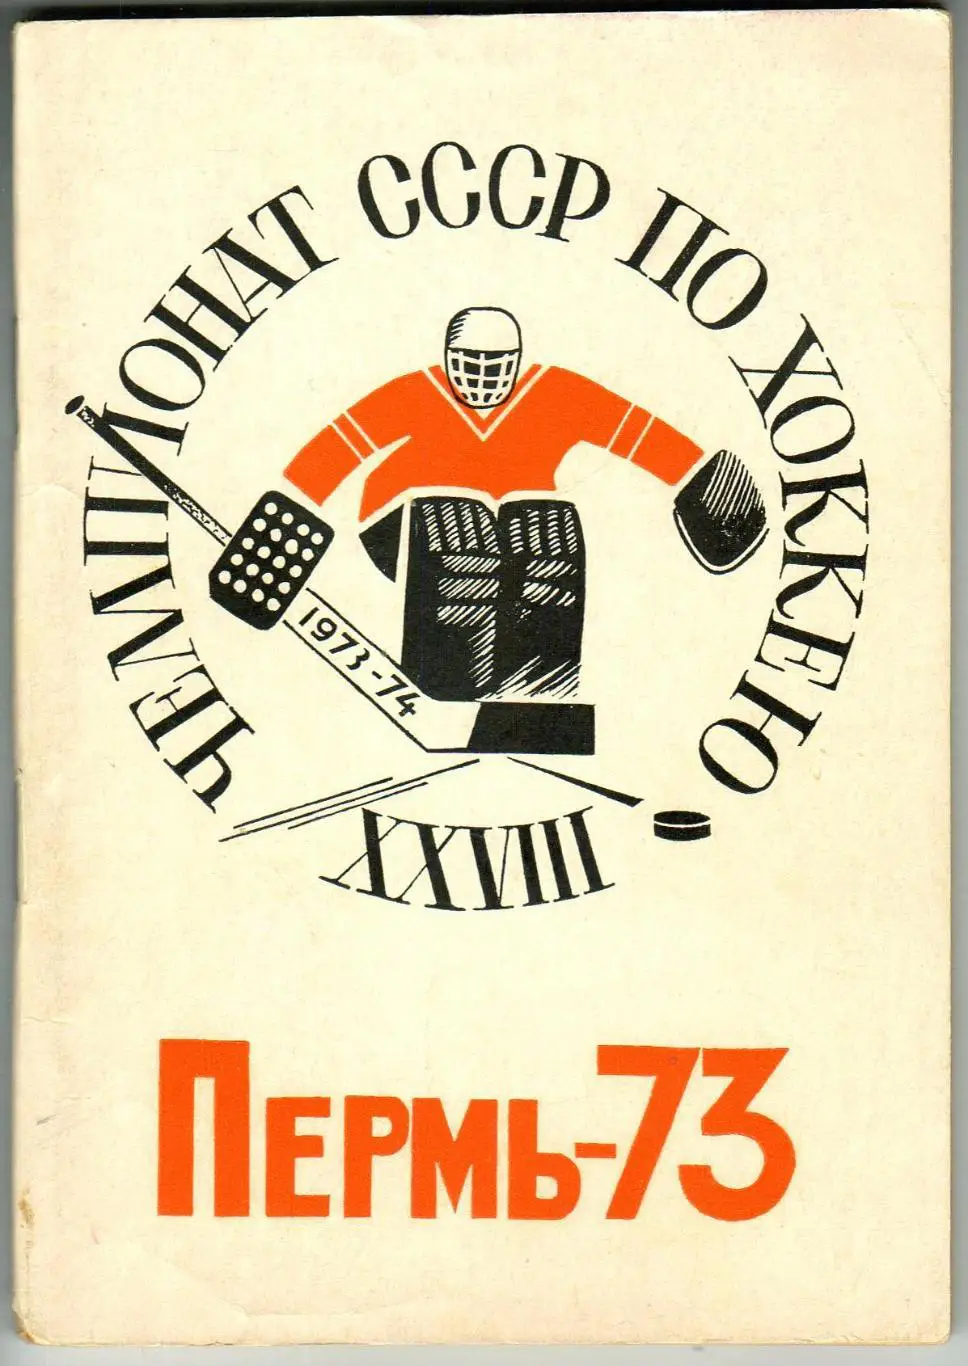 ЧЕМПИОНАТ СССР ПО ХОККЕЮ
1973-74
XXVIII
ПЕРМЬ-73